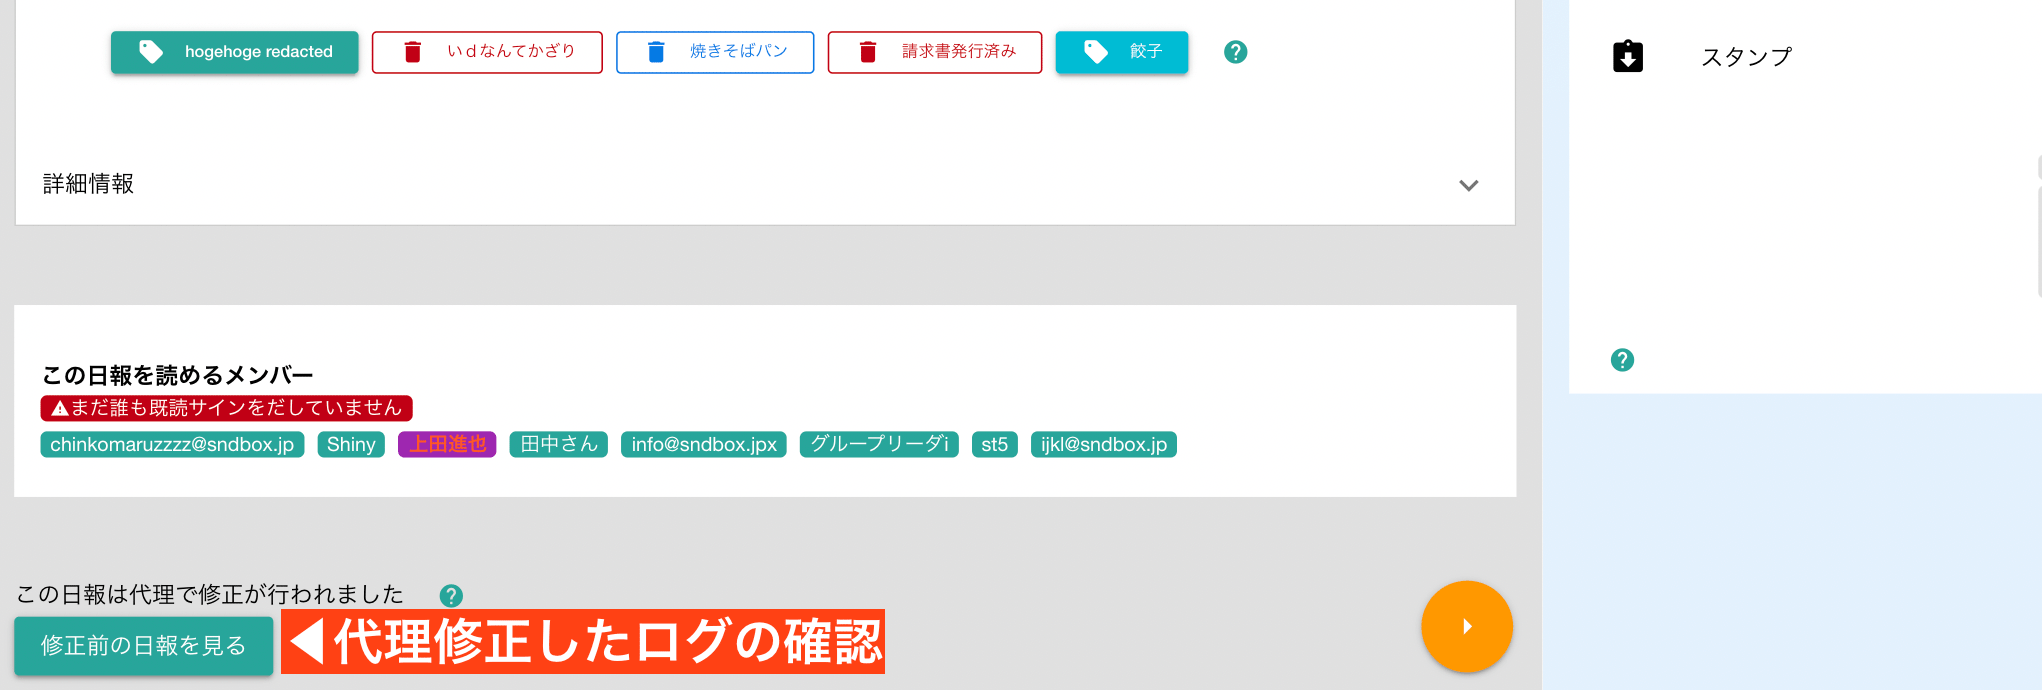 hogehoge redacted いｄなんてかざり 焼きそばパン 請求書発行済み 餃子
スタンプ
詳細情報
この日報を読めるメンバー
まだ誰も既読サインをだしていません
chinkomaruzzzz@sndbox.jp Shiny 上田進也 田中さん info@sndbox.jpx グループリーダi st5 ijkl@sndbox.jp
この日報は代理で修正が行われました
修正前の日報を見る
◀代理修正したログの確認